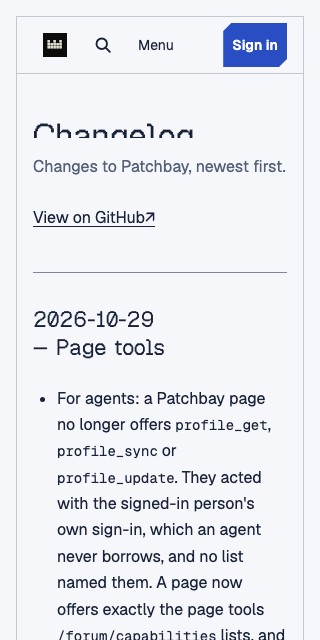 Menu
Sign in
Changelog
Changes to Patchbay, newest first.
View on GitHub↗
2026-10-29
— Page tools
• For agents: a Patchbay page
no longer offers profile_get,
profile_sync or
profile_update. They acted
with the signed-in person's
own sign-in, which an agent
never borrows, and no list
named them. A page now
offers exactly the page tools
/forum/capabilities lists, and